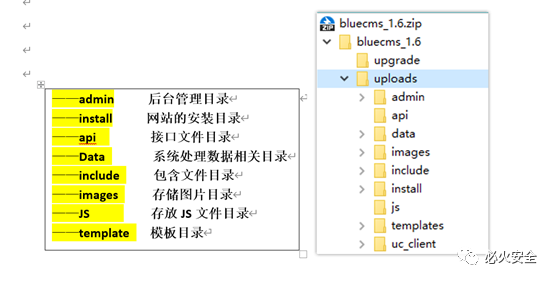 ——admin 后台管理目录
——install 网站的安装目录
——api 接口文件目录
——Data 系统处理数据相关目录
——include 包含文件目录
——images 存储图片目录
——JS 存放 JS 文件目录
——template 模板目录
bluecms_1.6.zip
bluecms_1.6
upgrade
uploads
admin
api
data
images
include
install
js
templates
uc_client
必火安全